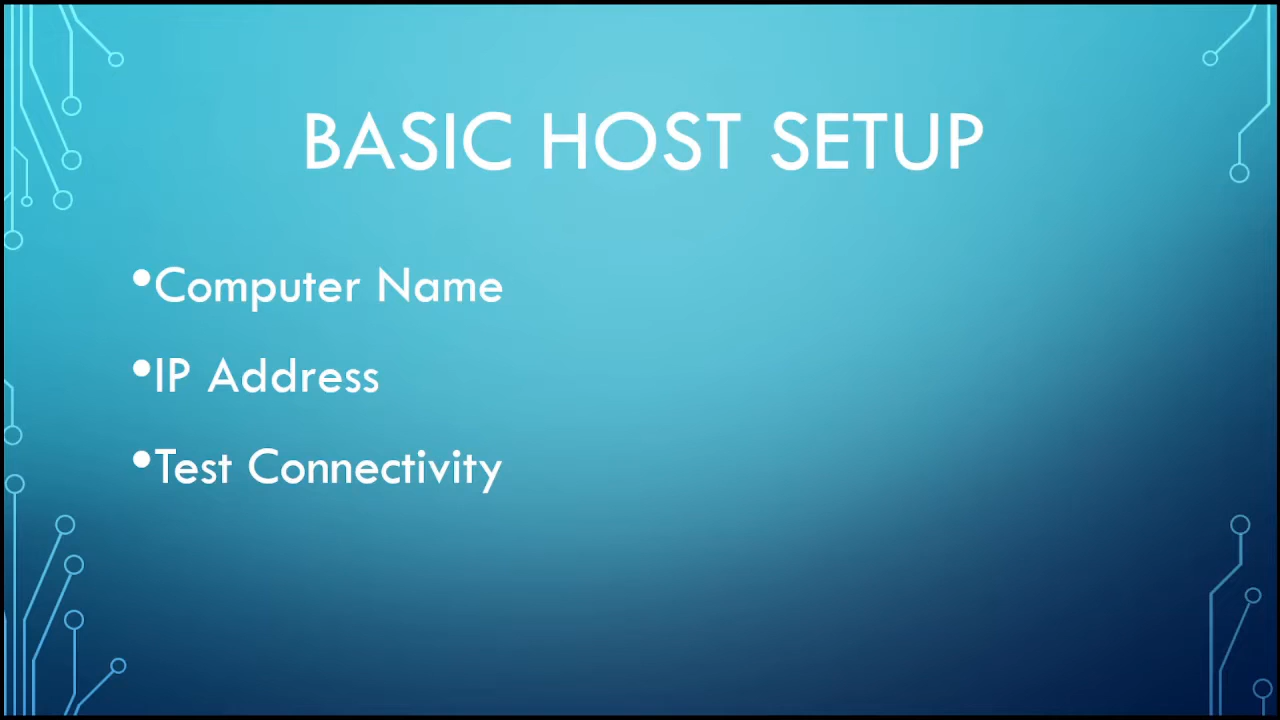 BASIC HOST SETUP
•Computer Name
•IP Address
•Test Connectivity